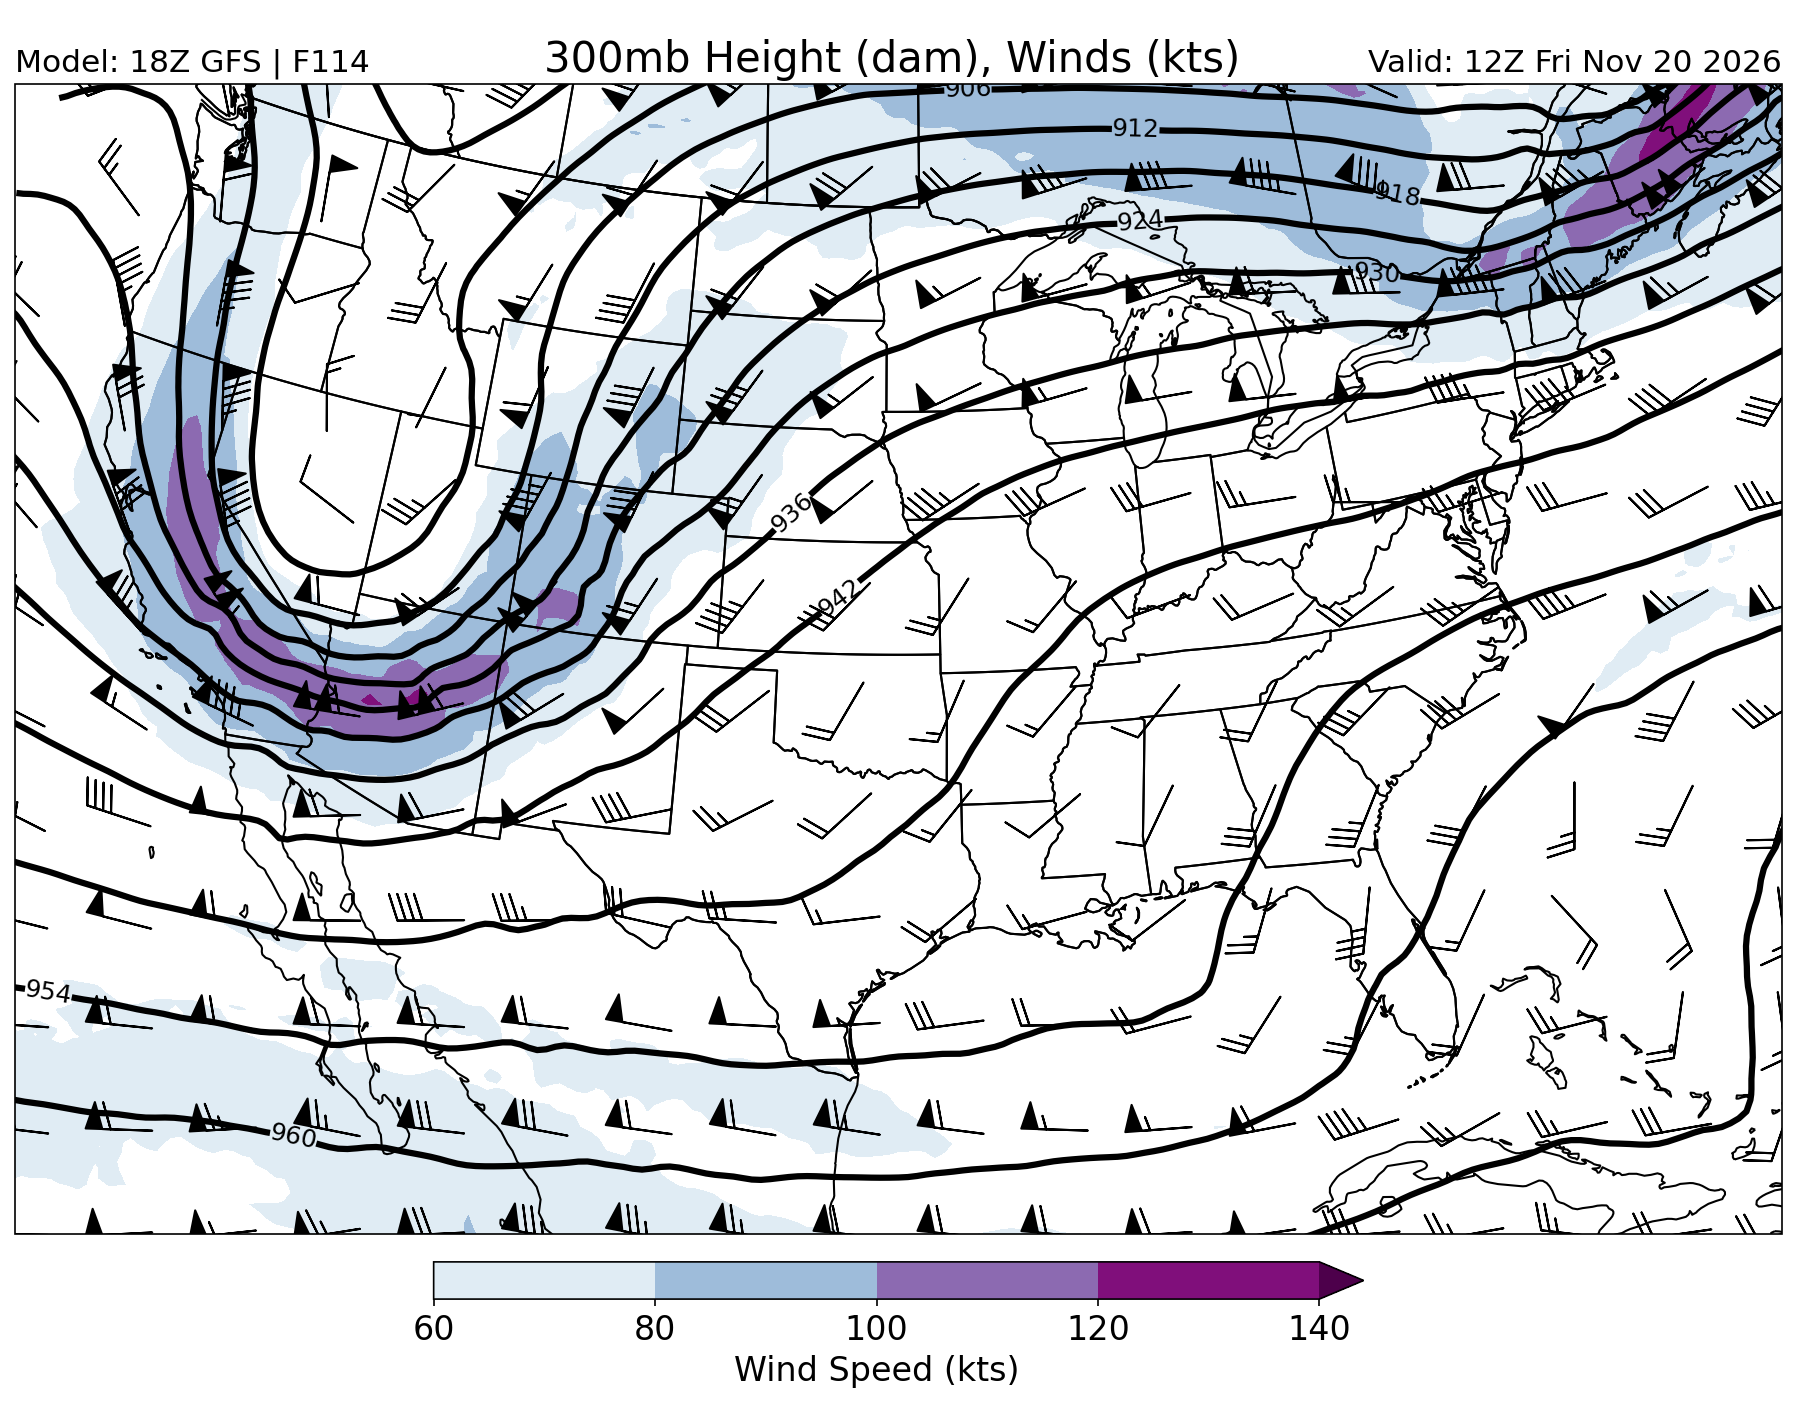 Model: 18Z GFS | F114
300mb Height (dam), Winds (kts)
Valid: 12Z Fri Nov 20 2026
906
912
918
924
930
936
942
954
960
60 80 100 120 140
Wind Speed (kts)